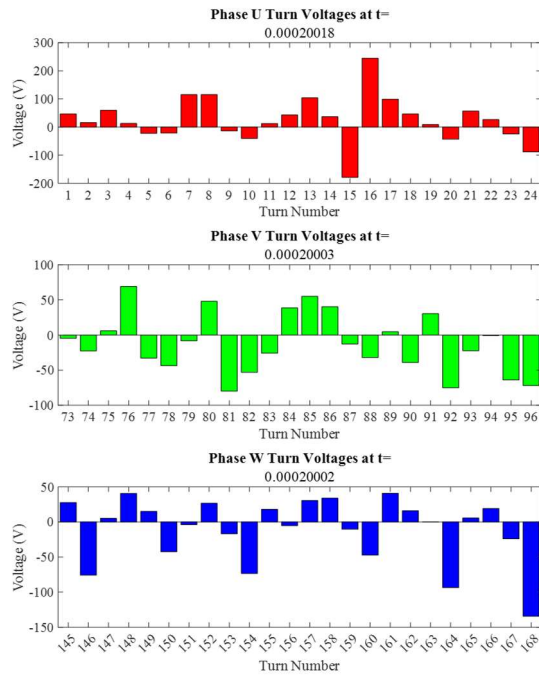 Phase U Turn Voltages at t=
0.00020018
300
200
100
0
-100
-200
Voltage (V)
1 2 3 4 5 6 7 8 9 10 11 12 13 14 15 16 17 18 19 20 21 22 23 24
Turn Number
Phase V Turn Voltages at t=
0.00020003
100
50
0
-50
-100
Voltage (V)
73 74 75 76 77 78 79 80 81 82 83 84 85 86 87 88 89 90 91 92 93 94 95 96
Turn Number
Phase W Turn Voltages at t=
0.00020002
50
0
-50
-100
-150
Voltage (V)
145 146 147 148 149 150 151 152 153 154 155 156 157 158 159 160 161 162 163 164 165 166 167 168
Turn Number